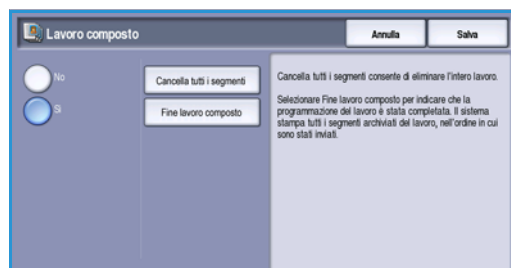 Lavoro composto
Annulla
Salva
No
Sì
Cancella tutti i segmenti
Fine lavoro composto
Cancella tutti i segmenti consente di eliminare l'intero lavoro.
Selezionare Fine lavoro composto per indicare che la
programmazione del lavoro è stata completata. Il sistema
stampa tutti i segmenti archiviati del lavoro, nell'ordine in cui
sono stati inviati.